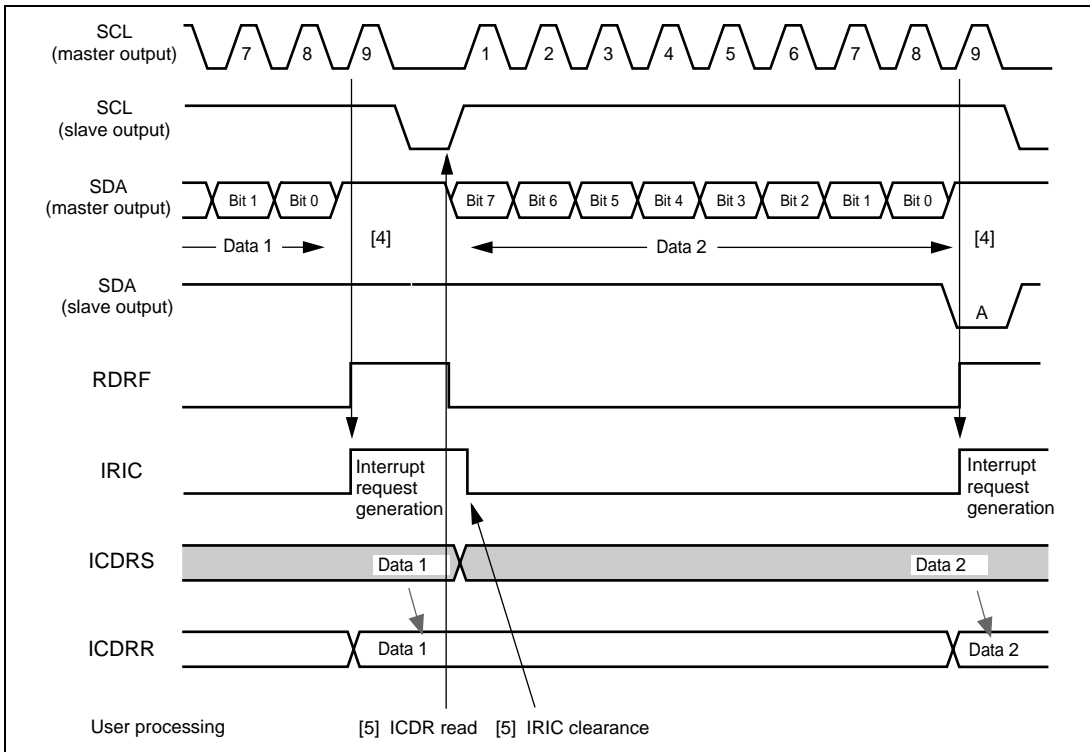 SCL
(master output)
7 8 9 1 2 3 4 5 6 7 8 9
SCL
(slave output)
SDA
(master output)
Bit 1 Bit 0 Bit 7 Bit 6 Bit 5 Bit 4 Bit 3 Bit 2 Bit 1 Bit 0
Data 1 [4] Data 2 [4]
SDA
(slave output)
A
RDRF
IRIC
Interrupt
request
generation
Interrupt
request
generation
ICDRS
Data 1 Data 2
ICDRR
Data 1 Data 2
User processing [5] ICDR read [5] IRIC clearance